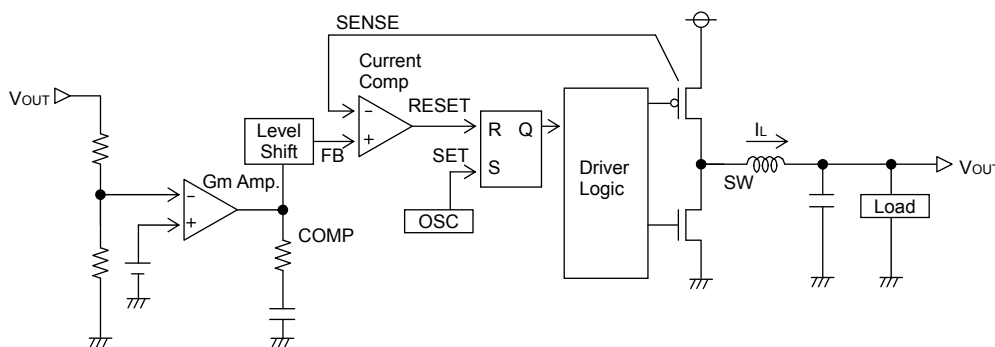 SENSE
Current
Comp
VOUT
RESET
Level
Shift
FB
R Q
SET
S
Driver
Logic
IL
SW
VOUT
Gm Amp.
-
+
-
+
OSC
Load
COMP